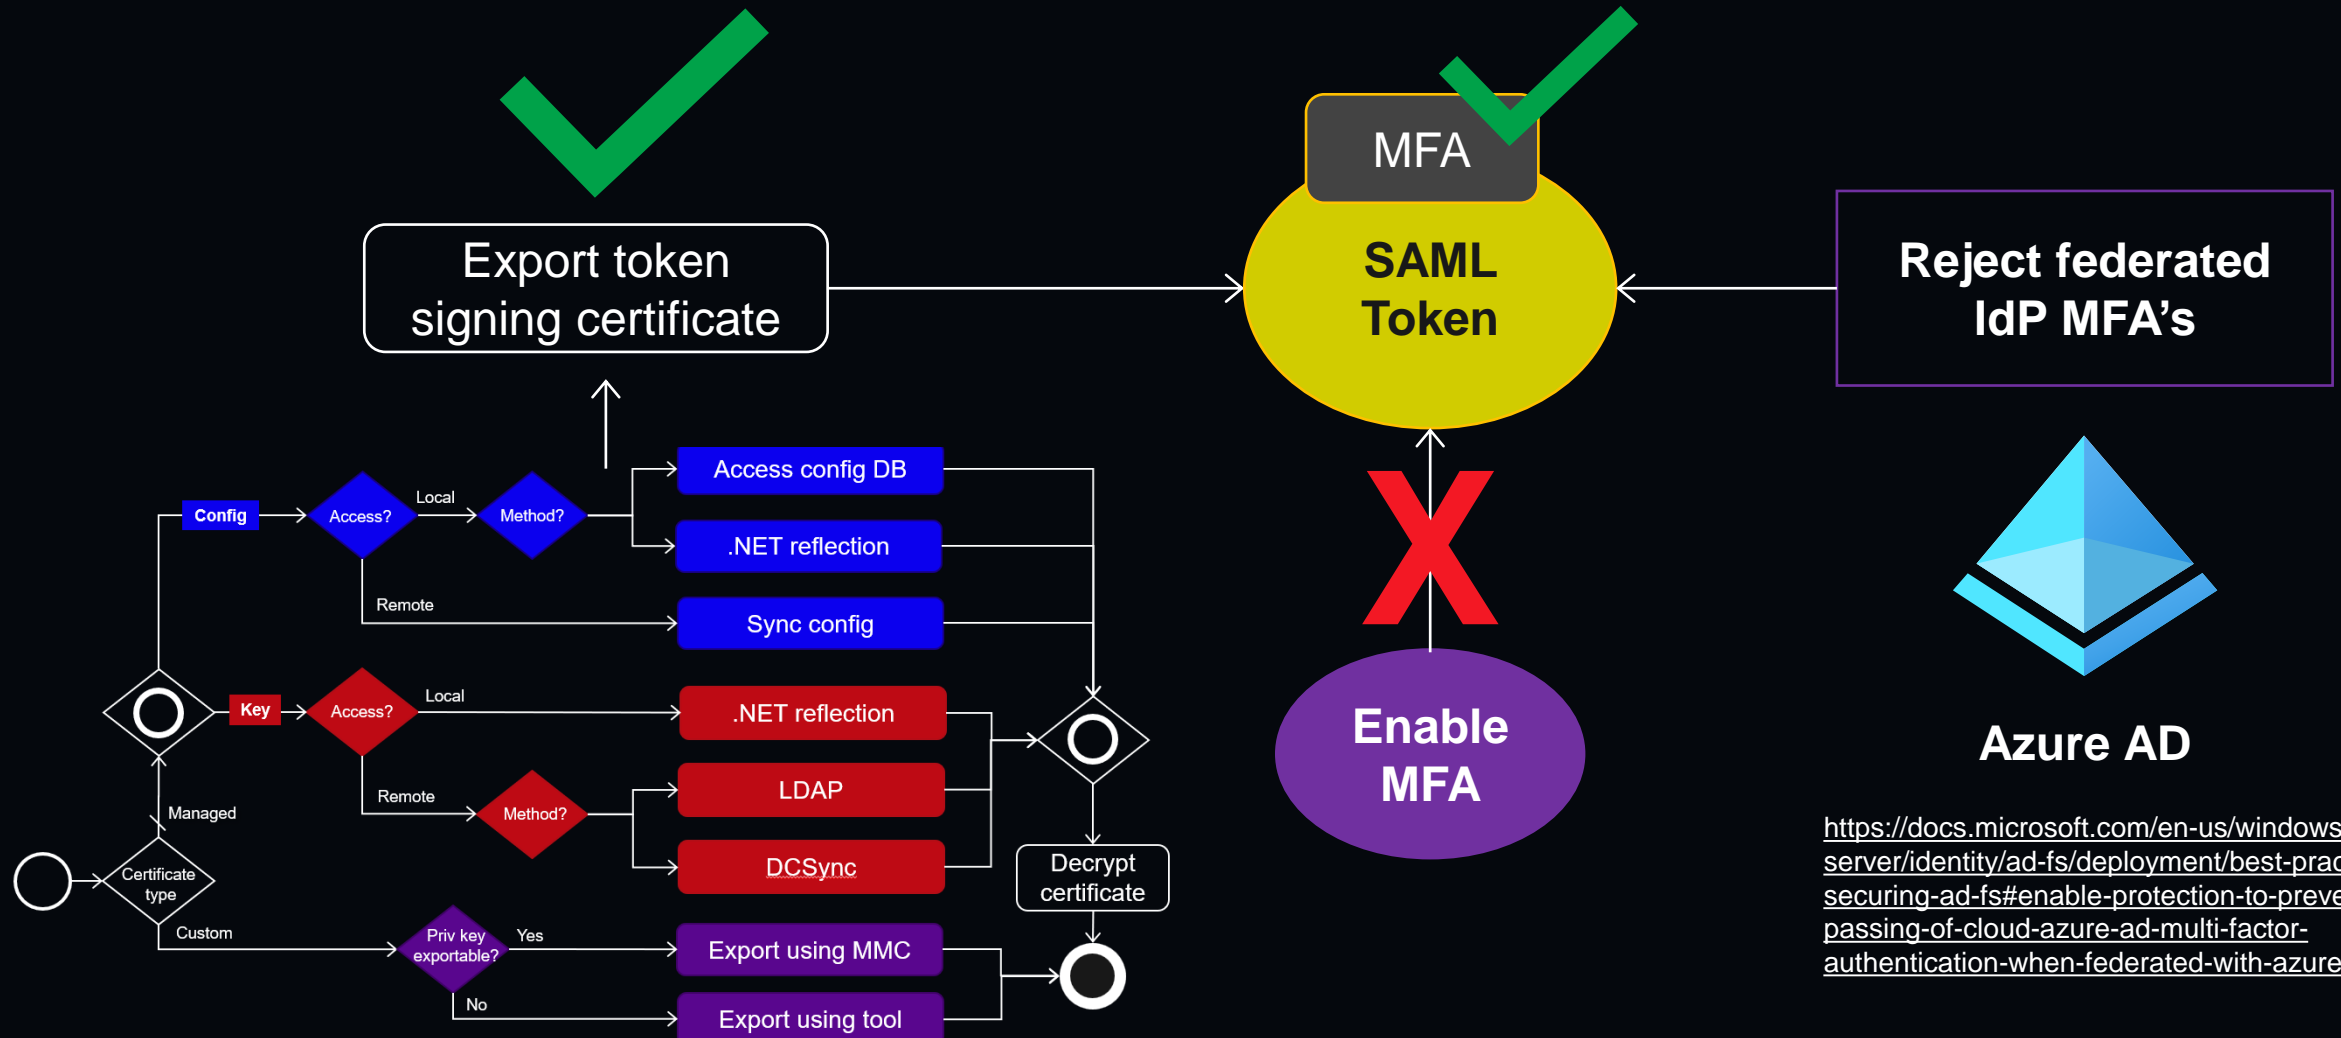 MFA
SAML
Token
Export token
signing certificate
Reject federated
IdP MFA’s
Config
Access?
Local
Method?
Access config DB
.NET reflection
Remote
Sync config
Key
Access?
Local
.NET reflection
Remote
Method?
LDAP
DCSync
Managed
Certificate
type
Custom
Priv key
exportable?
Yes
Export using MMC
No
Export using tool
Decrypt
certificate
X
Enable
MFA
Azure AD
https://docs.microsoft.com/en-us/windows
server/identity/ad-fs/deployment/best-prac
securing-ad-fs#enable-protection-to-preve
passing-of-cloud-azure-ad-multi-factor-
authentication-when-federated-with-azure